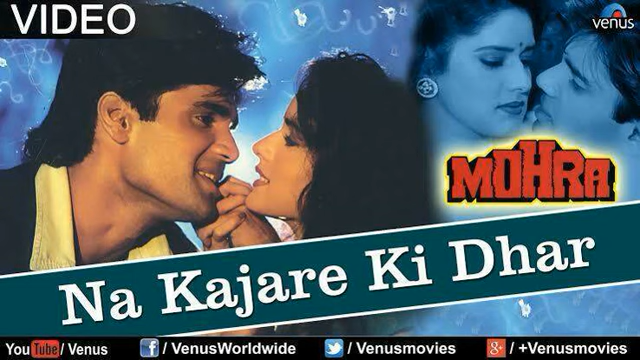 VIDEO
venus
MOHRA
Na Kajare Ki Dhar
You Tube / Venus f / VenusWorldwide / Venusmovies g+ / +Venusmovies